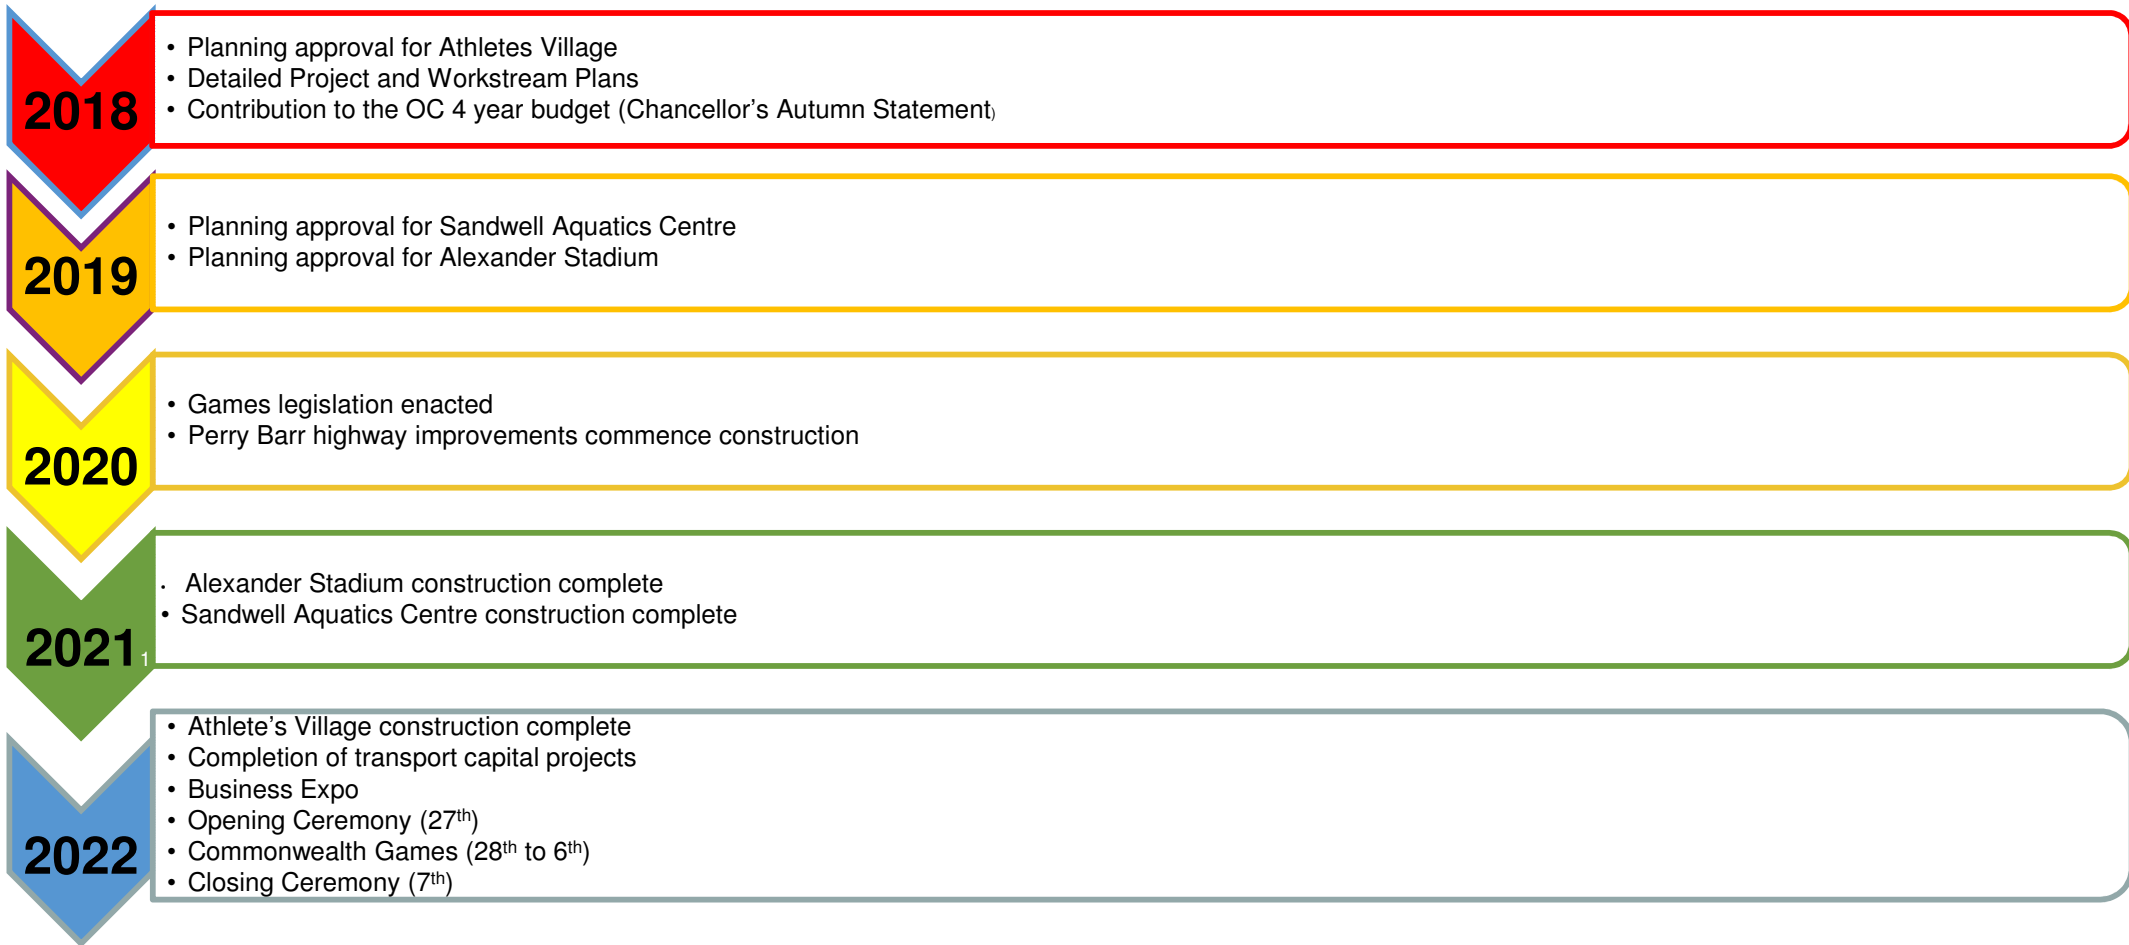 2018
• Planning approval for Athletes Village
• Detailed Project and Workstream Plans
• Contribution to the OC 4 year budget (Chancellor’s Autumn Statement)
2019
• Planning approval for Sandwell Aquatics Centre
• Planning approval for Alexander Stadium
2020
• Games legislation enacted
• Perry Barr highway improvements commence construction
2021 1
• Alexander Stadium construction complete
• Sandwell Aquatics Centre construction complete
2022
• Athlete’s Village construction complete
• Completion of transport capital projects
• Business Expo
• Opening Ceremony (27th)
• Commonwealth Games (28th to 6th)
• Closing Ceremony (7th)